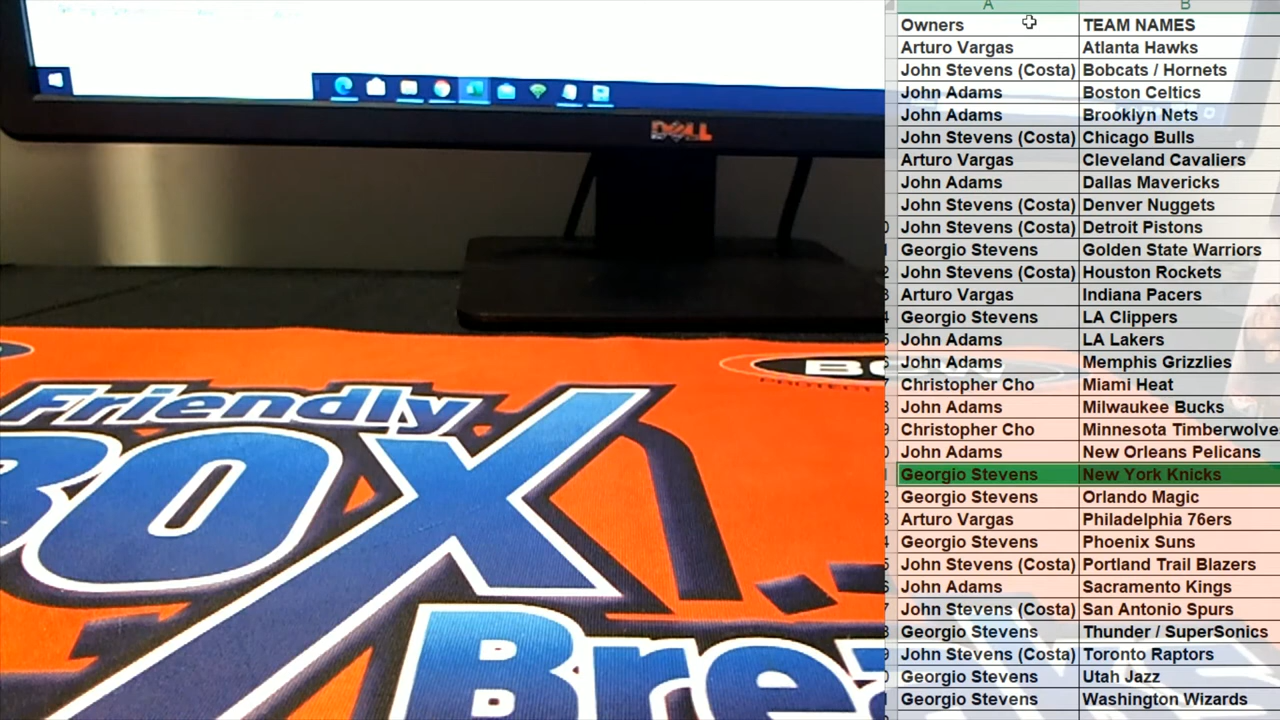 A B
Owners TEAM NAMES
Arturo Vargas Atlanta Hawks
John Stevens (Costa) Bobcats / Hornets
John Adams Boston Celtics
John Adams Brooklyn Nets
John Stevens (Costa) Chicago Bulls
Arturo Vargas Cleveland Cavaliers
John Adams Dallas Mavericks
John Stevens (Costa) Denver Nuggets
John Stevens (Costa) Detroit Pistons
Georgio Stevens Golden State Warriors
John Stevens (Costa) Houston Rockets
Arturo Vargas Indiana Pacers
Georgio Stevens LA Clippers
John Adams LA Lakers
John Adams Memphis Grizzlies
Christopher Cho Miami Heat
John Adams Milwaukee Bucks
Christopher Cho Minnesota Timberwolve
John Adams New Orleans Pelicans
Georgio Stevens New York Knicks
Georgio Stevens Orlando Magic
Arturo Vargas Philadelphia 76ers
Georgio Stevens Phoenix Suns
John Stevens (Costa) Portland Trail Blazers
John Adams Sacramento Kings
John Stevens (Costa) San Antonio Spurs
Georgio Stevens Thunder / SuperSonics
John Stevens (Costa) Toronto Raptors
Georgio Stevens Utah Jazz
Georgio Stevens Washington Wizards
DELL
Friendly
BOX
Brea